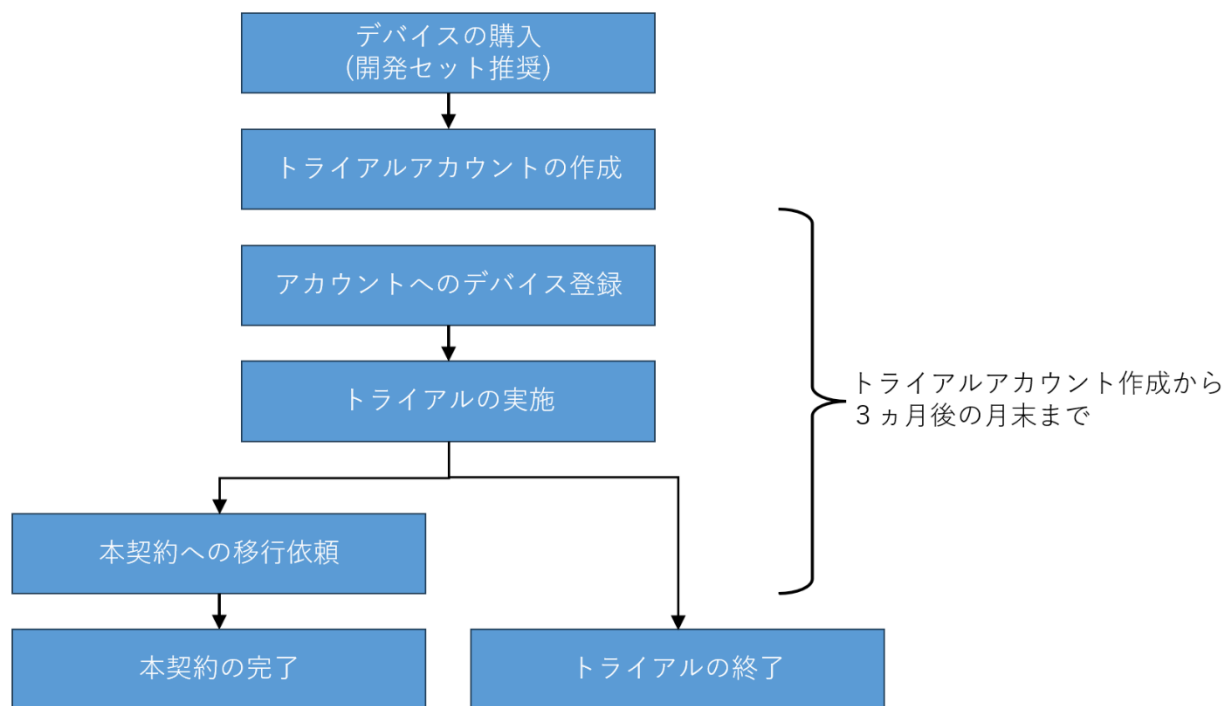 デバイスの購入
(開発セット推奨)
トライアルアカウントの作成
アカウントへのデバイス登録
トライアルの実施
トライアルアカウント作成から
３ヵ月後の月末まで
本契約への移行依頼
本契約の完了
トライアルの終了